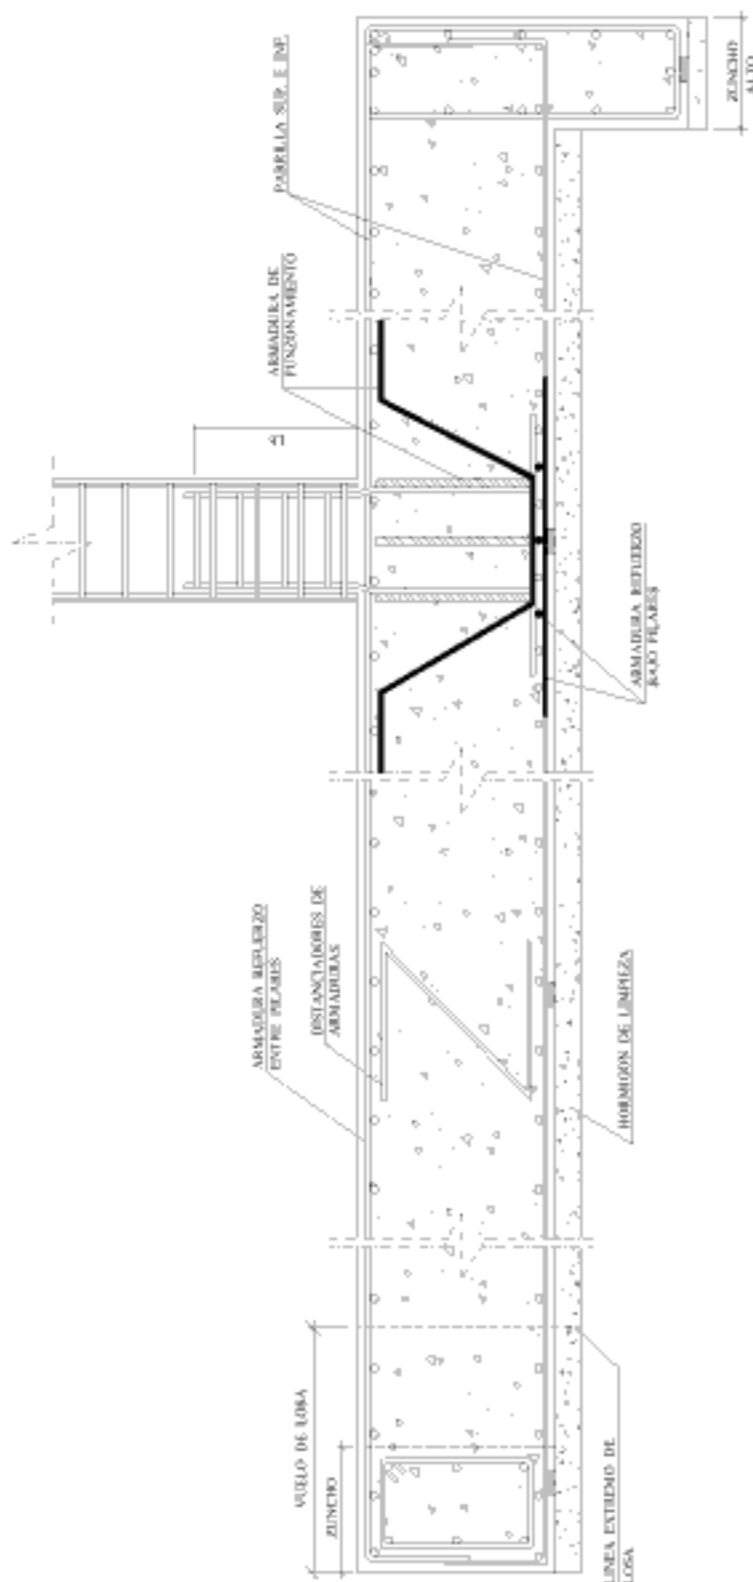 ZUNCHO
ALTO
PARRILLA SUP. E INF.
ARMADURA DE
PUNZONAMIENTO
ARMADURA REFUERZO
BAJO PILARES
ARMADURA REFUERZO
ENTRE PILARES
DISTANCIADORES DE
ARMADURAS
HORMIGON DE LIMPIEZA
VUELO DE LOSA
ZUNCHO
LINEA EXTREMO DE
LOSA